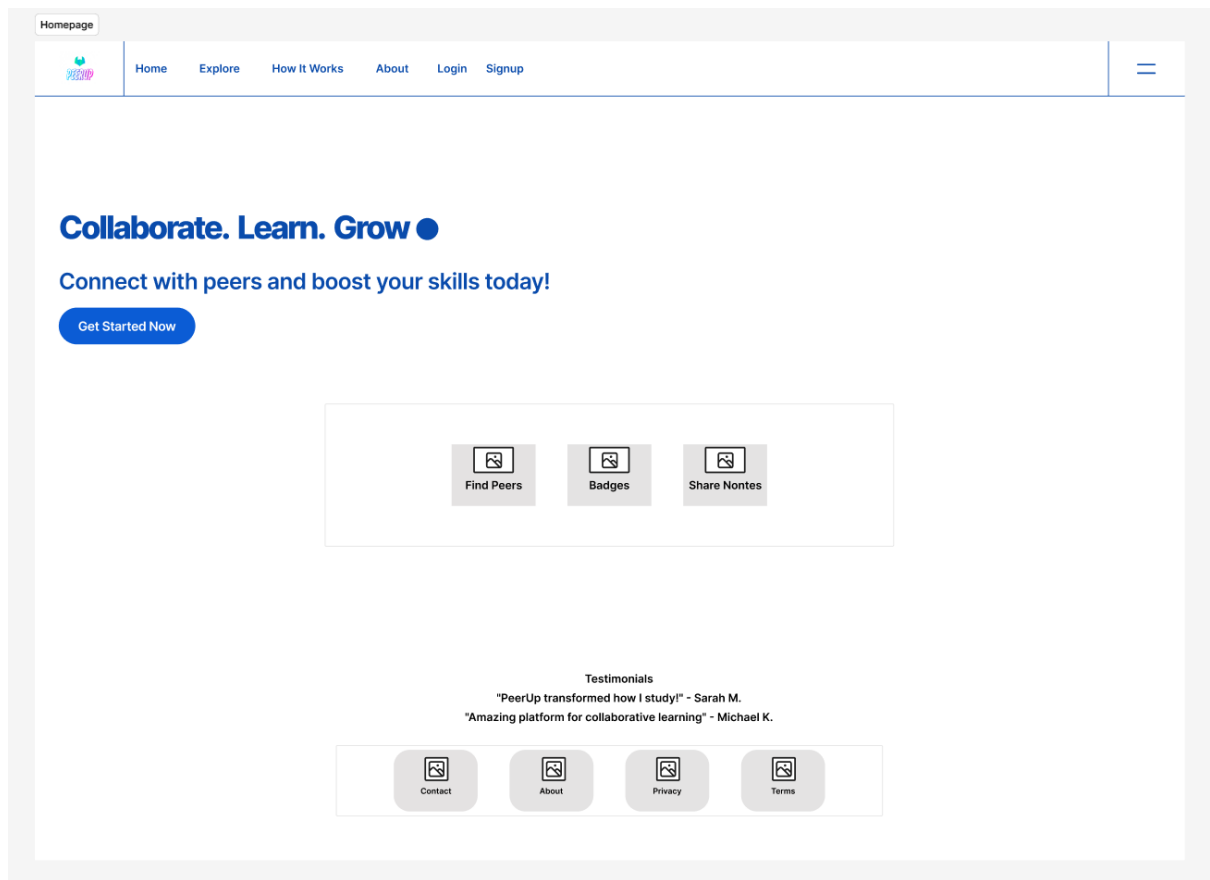 Homepage
PEERUP
Home Explore How It Works About Login Signup
Collaborate. Learn. Grow
Connect with peers and boost your skills today!
Get Started Now
Find Peers Badges Share Nontes
Testimonials
"PeerUp transformed how I study!" - Sarah M.
"Amazing platform for collaborative learning" - Michael K.
Contact About Privacy Terms